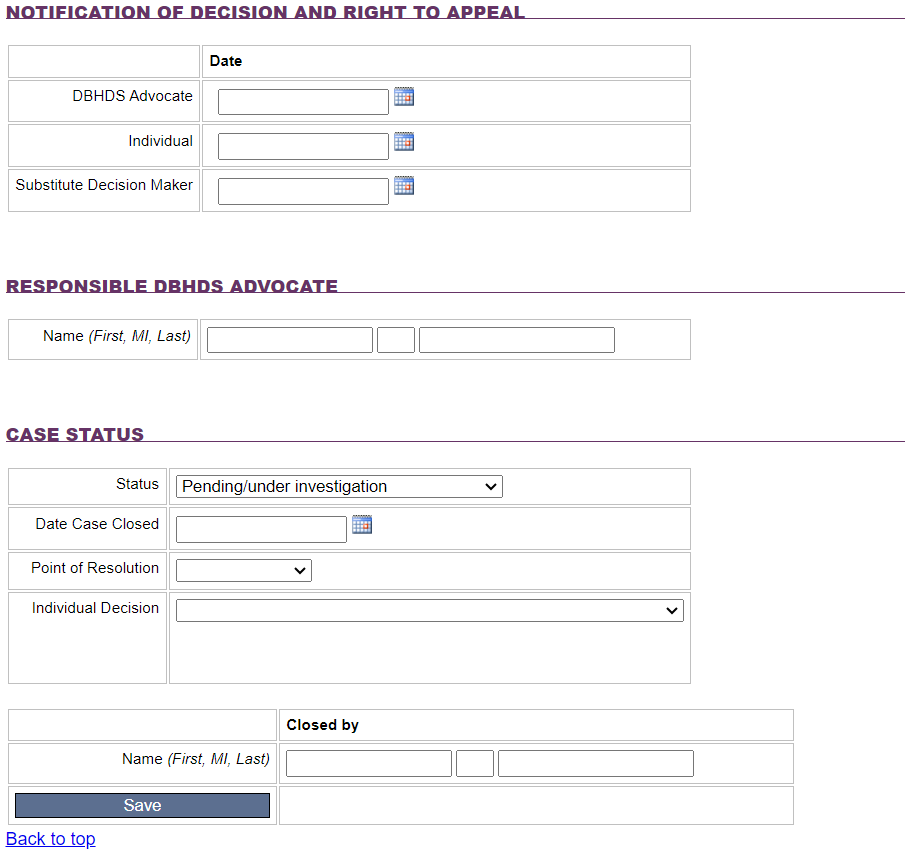 NOTIFICATION OF DECISION AND RIGHT TO APPEAL
Date
DBHDS Advocate
Individual
Substitute Decision Maker
RESPONSIBLE DBHDS ADVOCATE
Name (First, MI, Last)
CASE STATUS
Status Pending/under investigation
Date Case Closed
Point of Resolution
Individual Decision
Closed by
Name (First, MI, Last)
Save
Back to top